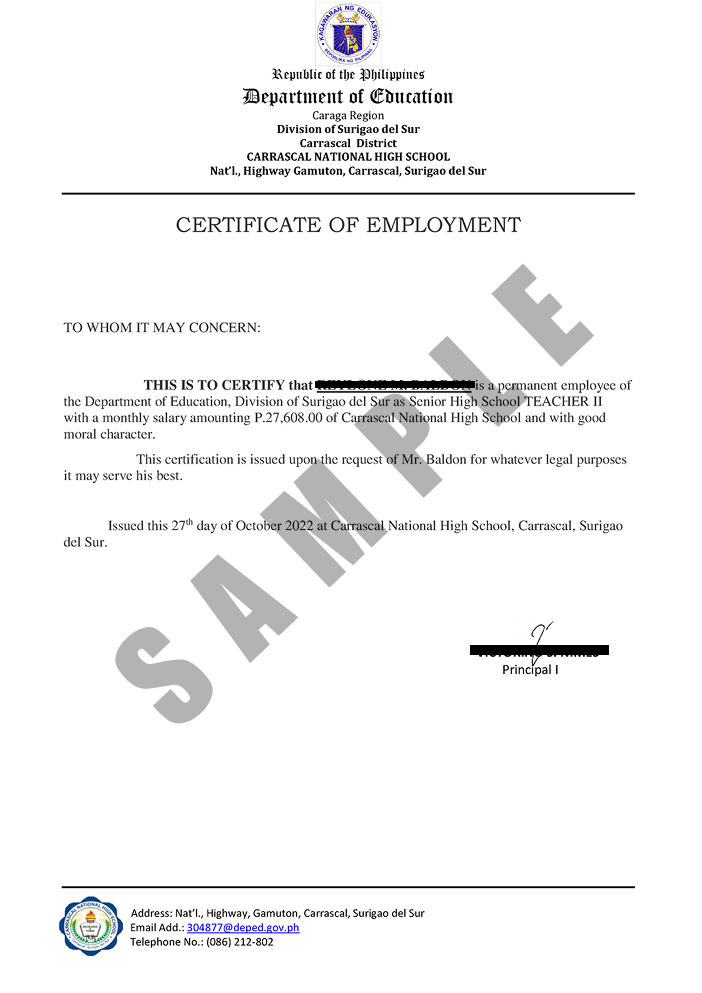 KAGAWARAN NG EDUKASYON
REPUBLIKA NG PILIPINAS
Republic of the Philippines
Department of Education
Caraga Region
Division of Surigao del Sur
Carrascal District
CARRASCAL NATIONAL HIGH SCHOOL
Nat'l., Highway Gamuton, Carrascal, Surigao del Sur
CERTIFICATE OF EMPLOYMENT
TO WHOM IT MAY CONCERN:
THIS IS TO CERTIFY that is a permanent employee of
the Department of Education, Division of Surigao del Sur as Senior High School TEACHER II
with a monthly salary amounting P.27,608.00 of Carrascal National High School and with good
moral character.
This certification is issued upon the request of Mr. Baldon for whatever legal purposes
it may serve his best.
Issued this 27th day of October 2022 at Carrascal National High School, Carrascal, Surigao
del Sur.
SAMPLE
Principal I
CARRASCAL NATIONAL HIGH SCHOOL
Address: Nat'l., Highway, Gamuton, Carrascal, Surigao del Sur
Email Add.: 304877@deped.gov.ph
Telephone No.: (086) 212-802